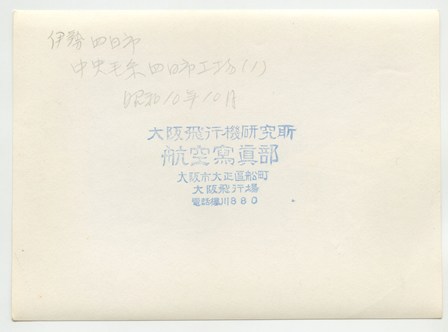 伊勢四日市
中央毛糸四日市工場(1)
昭和10年10月
大阪飛行機研究所
航空寫眞部
大阪市大正區船町
大阪飛行場
電話櫻川880